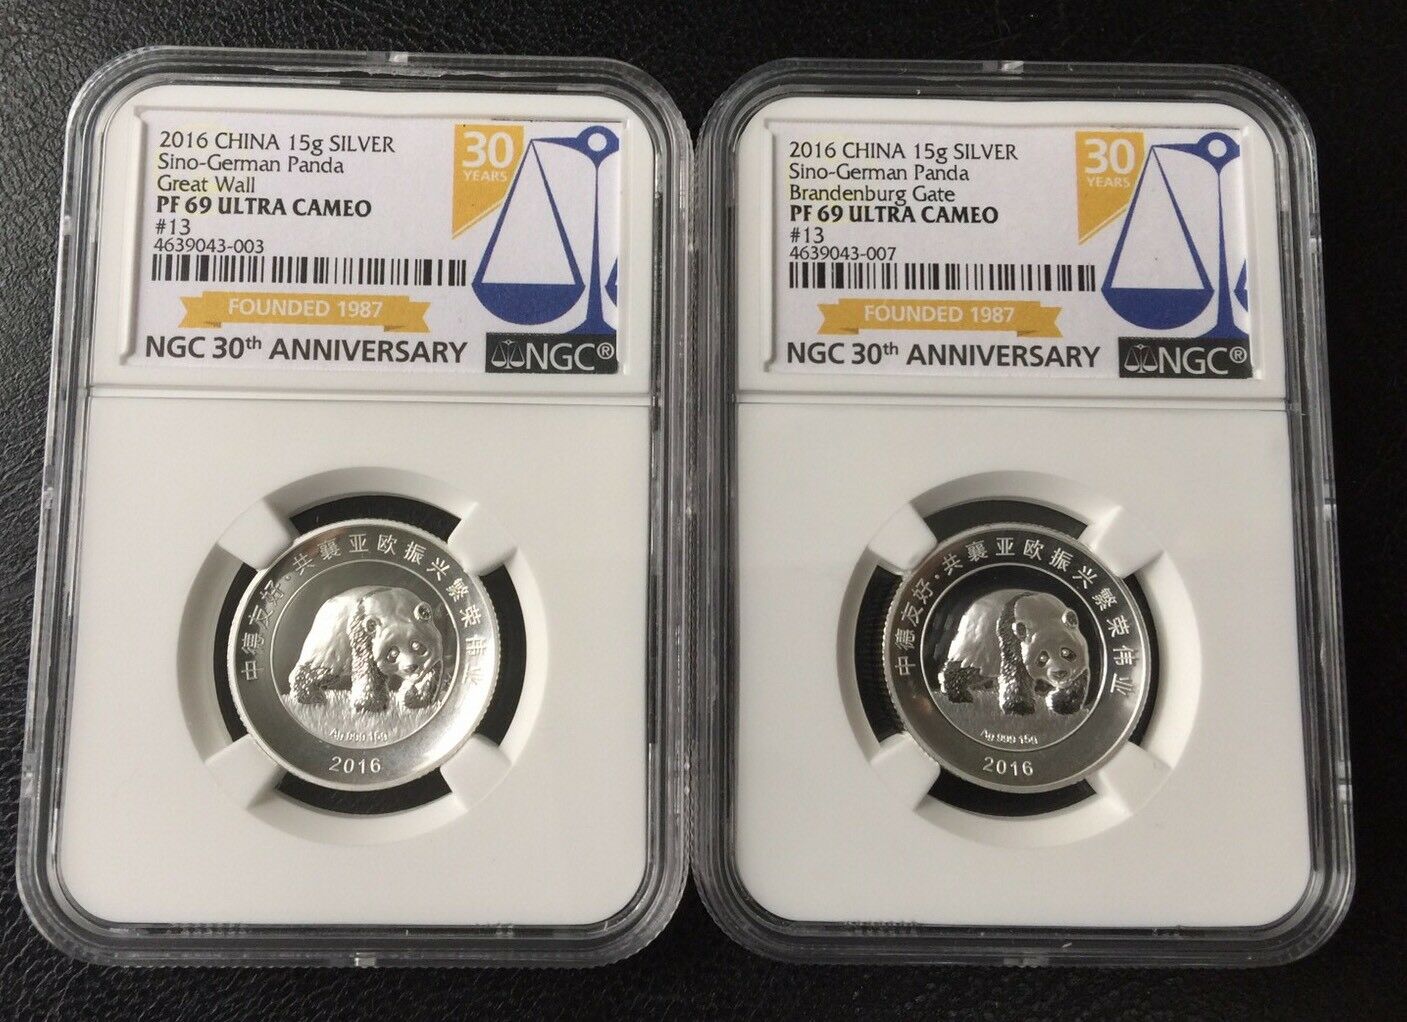 2016 CHINA 15g SILVER
Sino-German Panda
Great Wall
PF 69 ULTRA CAMEO
#13
4639043-003
30
YEARS
FOUNDED 1987
NGC 30th ANNIVERSARY
NGC®
中德友好·共襄亚欧振兴繁荣伟业
Ag 999 15g
2016
2016 CHINA 15g SILVER
Sino-German Panda
Brandenburg Gate
PF 69 ULTRA CAMEO
#13
4639043-007
30
YEARS
FOUNDED 1987
NGC 30th ANNIVERSARY
NGC®
中德友好·共襄亚欧振兴繁荣伟业
Ag 999 15g
2016